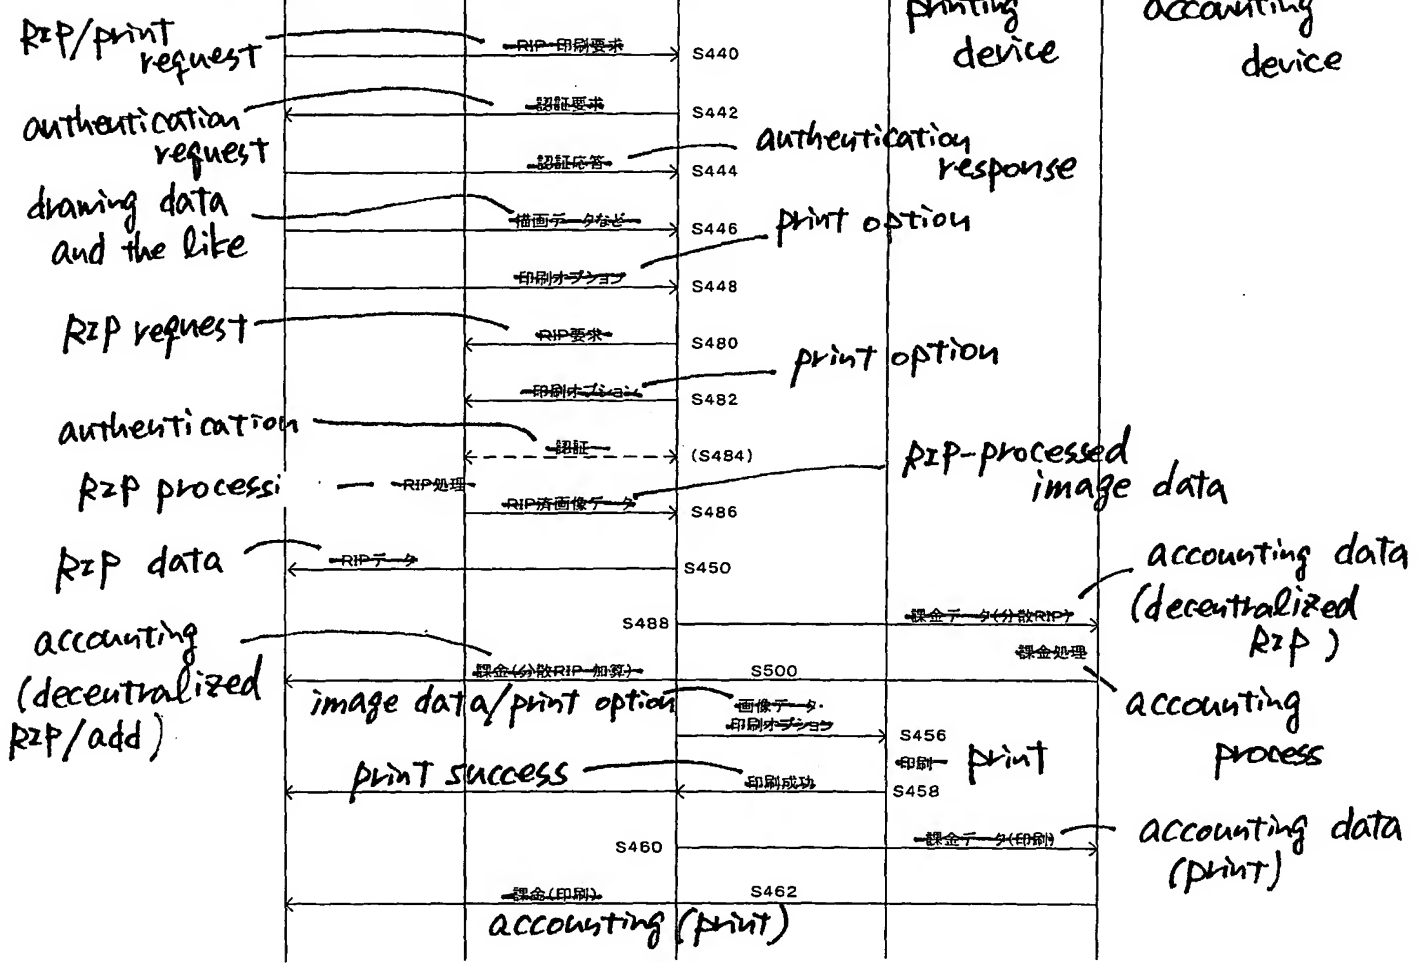 printing
device
accounting
device
RIP/print
request
RIP・印刷要求
S440
authentication
request
認証要求
S442
認証応答
S444
authentication
response
drawing data
and the like
描画データなど
S446
print option
印刷オプション
S448
RIP request
RIP要求
S480
print option
印刷オプション
S482
authentication
認証
(S484)
RIP processi
RIP処理
RIP済画像データ
S486
RIP-processed
image data
RIP data
RIPデータ
S450
accounting data
(decentralized
RIP)
S488
課金データ(分散RIP)
課金処理
accounting
process
accounting
(decentralized
RIP/add)
課金(分散RIP・加算)
S500
image data/print option
画像データ・
印刷オプション
S456
印刷
print
print success
印刷成功
S458
S460
課金データ(印刷)
accounting data
(print)
課金(印刷)
S462
accounting (print)